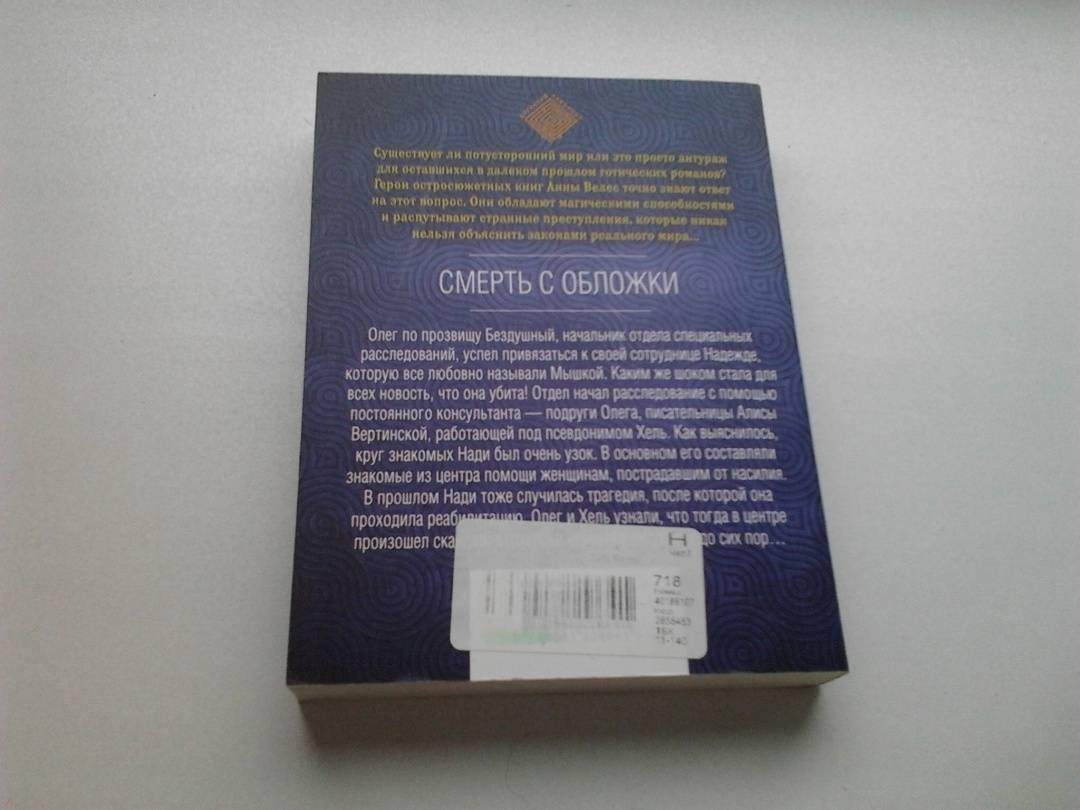 Существует ли потусторонний мир или это просто антураж
для оставшихся в далеком прошлом готических романов?
Герои остросюжетных книг Анны Велес точно знают ответ
на этот вопрос. Они обладают магическими способностями
и распутывают странные преступления, которые никак
нельзя объяснить законами реального мира...
СМЕРТЬ С ОБЛОЖКИ
Олег по прозвищу Бездушный, начальник отдела специальных
расследований, успел привязаться к своей сотруднице Надежде,
которую все любовно называли Мышкой. Каким же шоком стала для
всех новость, что она убита! Отдел начал расследование с помощью
постоянного консультанта — подруги Олега, писательницы Алисы
Вертинской, работающей под псевдонимом Хель. Как выяснилось,
круг знакомых Нади был очень узок. В основном его составляли
знакомые из центра помощи женщинам, пострадавшим от насилия.
В прошлом Нади тоже случилась трагедия, после которой она
проходила реабилитацию. Олег и Хель узнали, что тогда в центре
произошел ска до сих пор...
Н
718